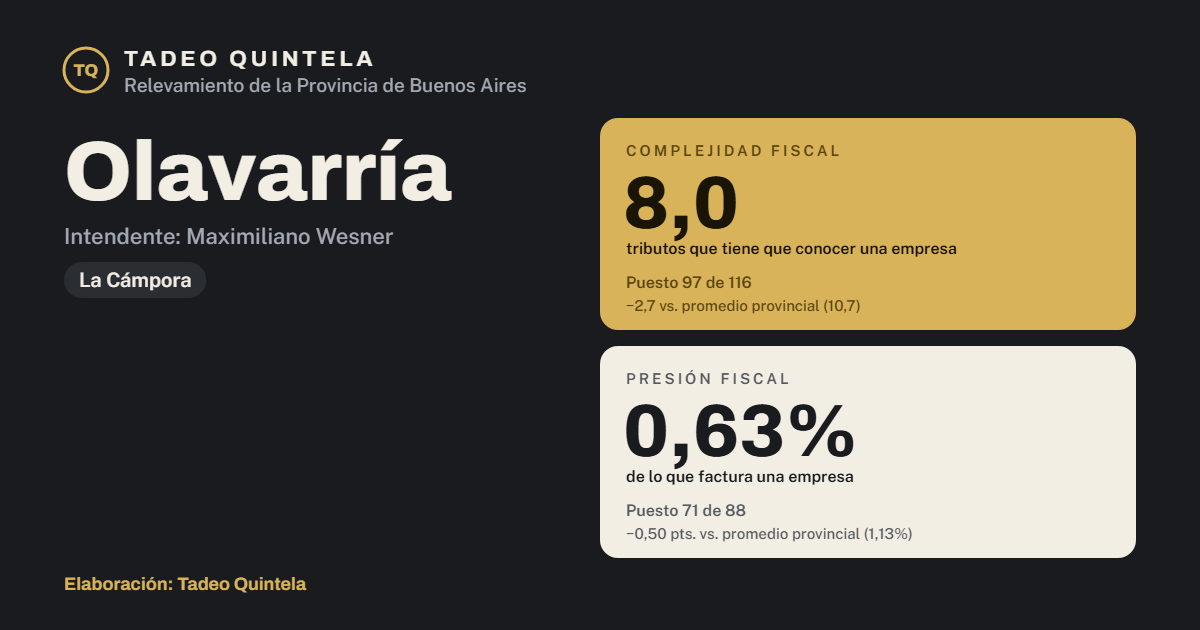 TQ
TADEO QUINTELA
Relevamiento de la Provincia de Buenos Aires
Olavarría
Intendente: Maximiliano Wesner
La Cámpora
COMPLEJIDAD FISCAL
8,0
tributos que tiene que conocer una empresa
Puesto 97 de 116
−2,7 vs. promedio provincial (10,7)
PRESIÓN FISCAL
0,63%
de lo que factura una empresa
Puesto 71 de 88
−0,50 pts. vs. promedio provincial (1,13%)
Elaboración: Tadeo Quintela